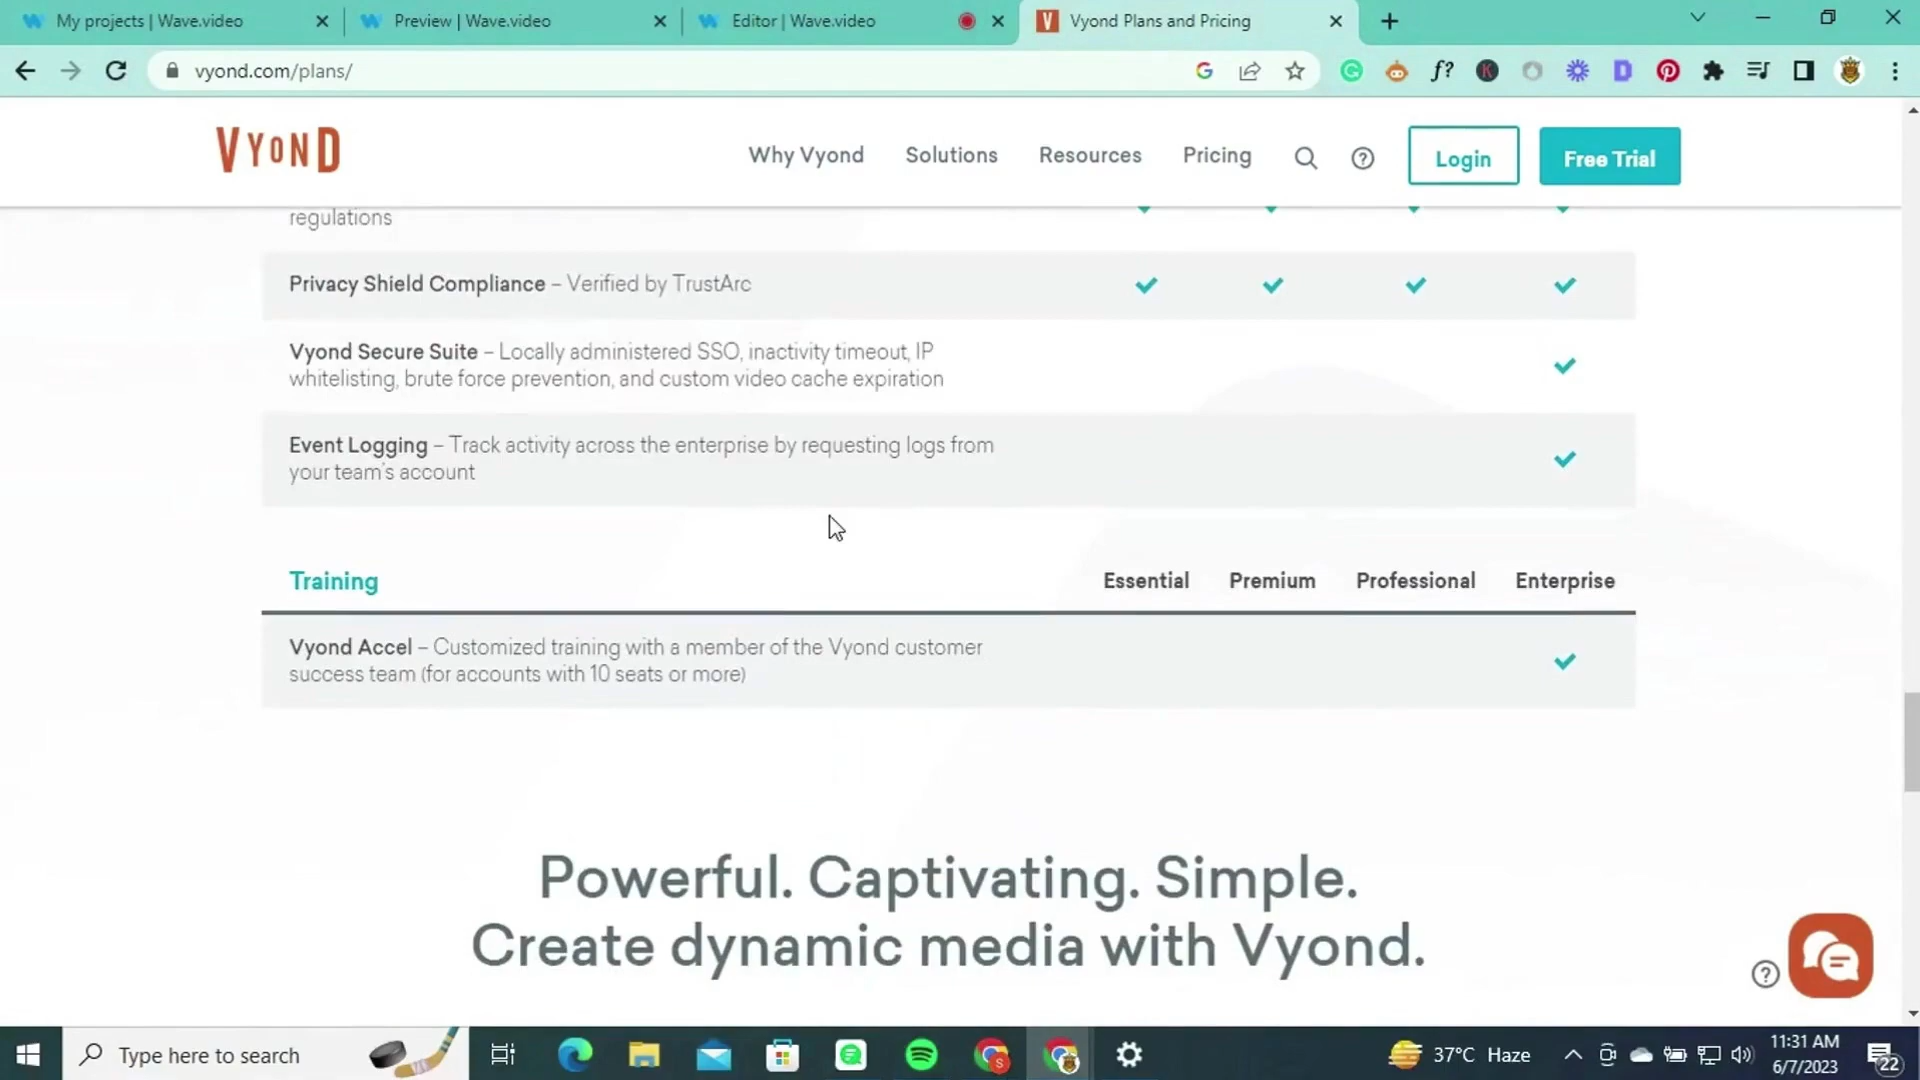 My projects | Wave.video
Preview | Wave.video
Editor | Wave.video
Vyond Plans and Pricing
vyond.com/plans/
VYOND
Why Vyond
Solutions
Resources
Pricing
Login
Free Trial
regulations
Privacy Shield Compliance – Verified by TrustArc
Vyond Secure Suite – Locally administered SSO, inactivity timeout, IP
whitelisting, brute force prevention, and custom video cache expiration
Event Logging – Track activity across the enterprise by requesting logs from
your team's account
Training
Essential
Premium
Professional
Enterprise
Vyond Accel – Customized training with a member of the Vyond customer
success team (for accounts with 10 seats or more)
Powerful. Captivating. Simple.
Create dynamic media with Vyond.
Type here to search
37°C Haze
11:31 AM
6/7/2023
22